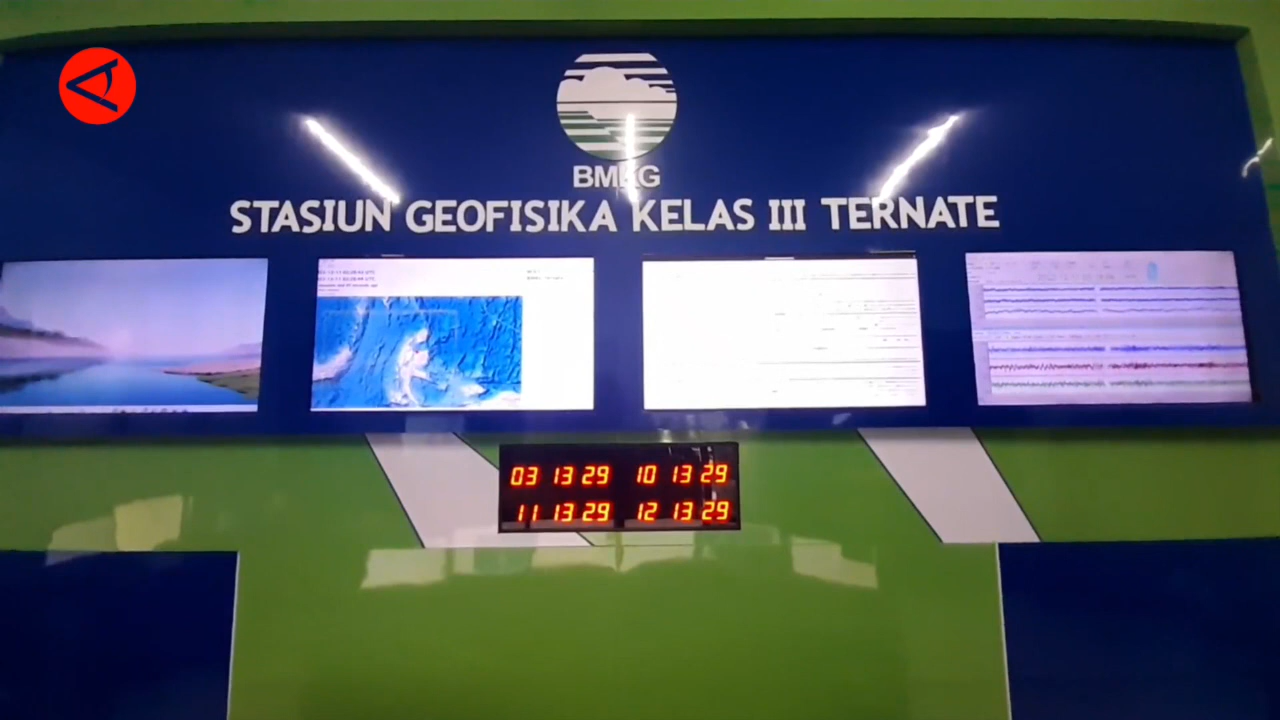 BMKG
STASIUN GEOFISIKA KELAS III TERNATE
03 13 29 10 13 29
11 13 29 12 13 29